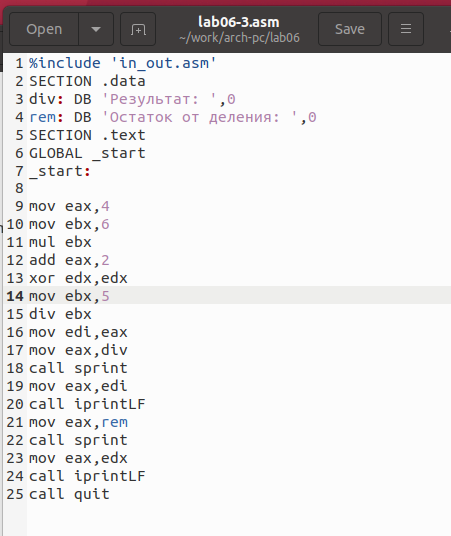 Open
lab06-3.asm
~/work/arch-pc/lab06
Save
1 %include 'in_out.asm'
2 SECTION .data
3 div: DB 'Результат: ',0
4 rem: DB 'Остаток от деления: ',0
5 SECTION .text
6 GLOBAL _start
7 _start:
8
9 mov eax,4
10 mov ebx,6
11 mul ebx
12 add eax,2
13 xor edx,edx
14 mov ebx,5
15 div ebx
16 mov edi,eax
17 mov eax,div
18 call sprint
19 mov eax,edi
20 call iprintLF
21 mov eax,rem
22 call sprint
23 mov eax,edx
24 call iprintLF
25 call quit